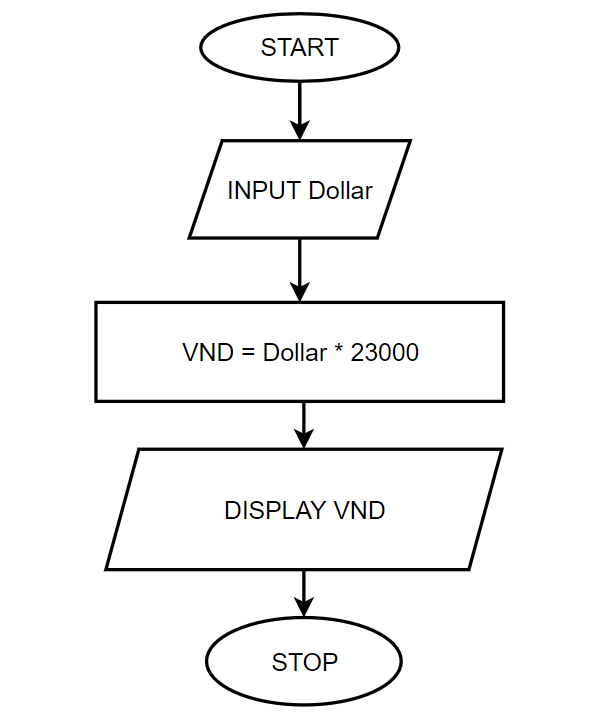 START
INPUT Dollar
VND = Dollar * 23000
DISPLAY VND
STOP